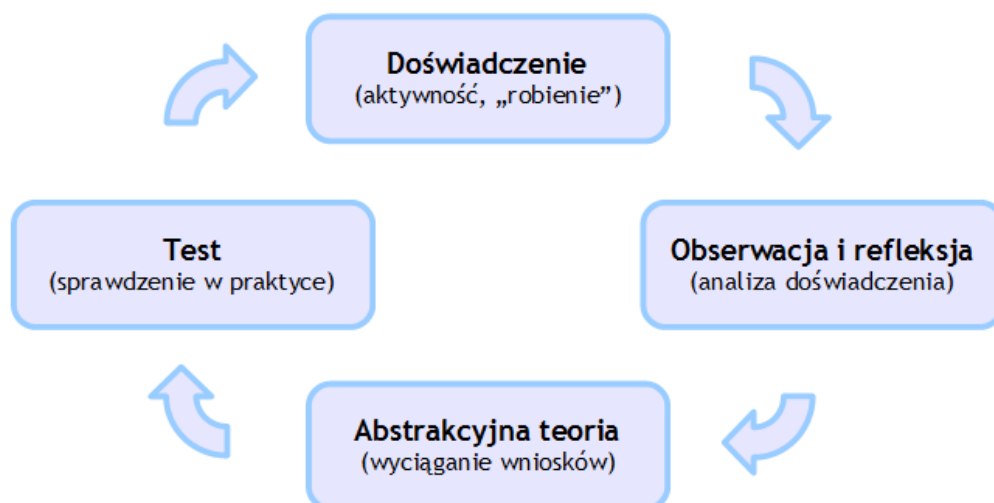 Doświadczenie
(aktywność, „robienie”)
Test
(sprawdzenie w praktyce)
Obserwacja i refleksja
(analiza doświadczenia)
Abstrakcyjna teoria
(wyciąganie wniosków)